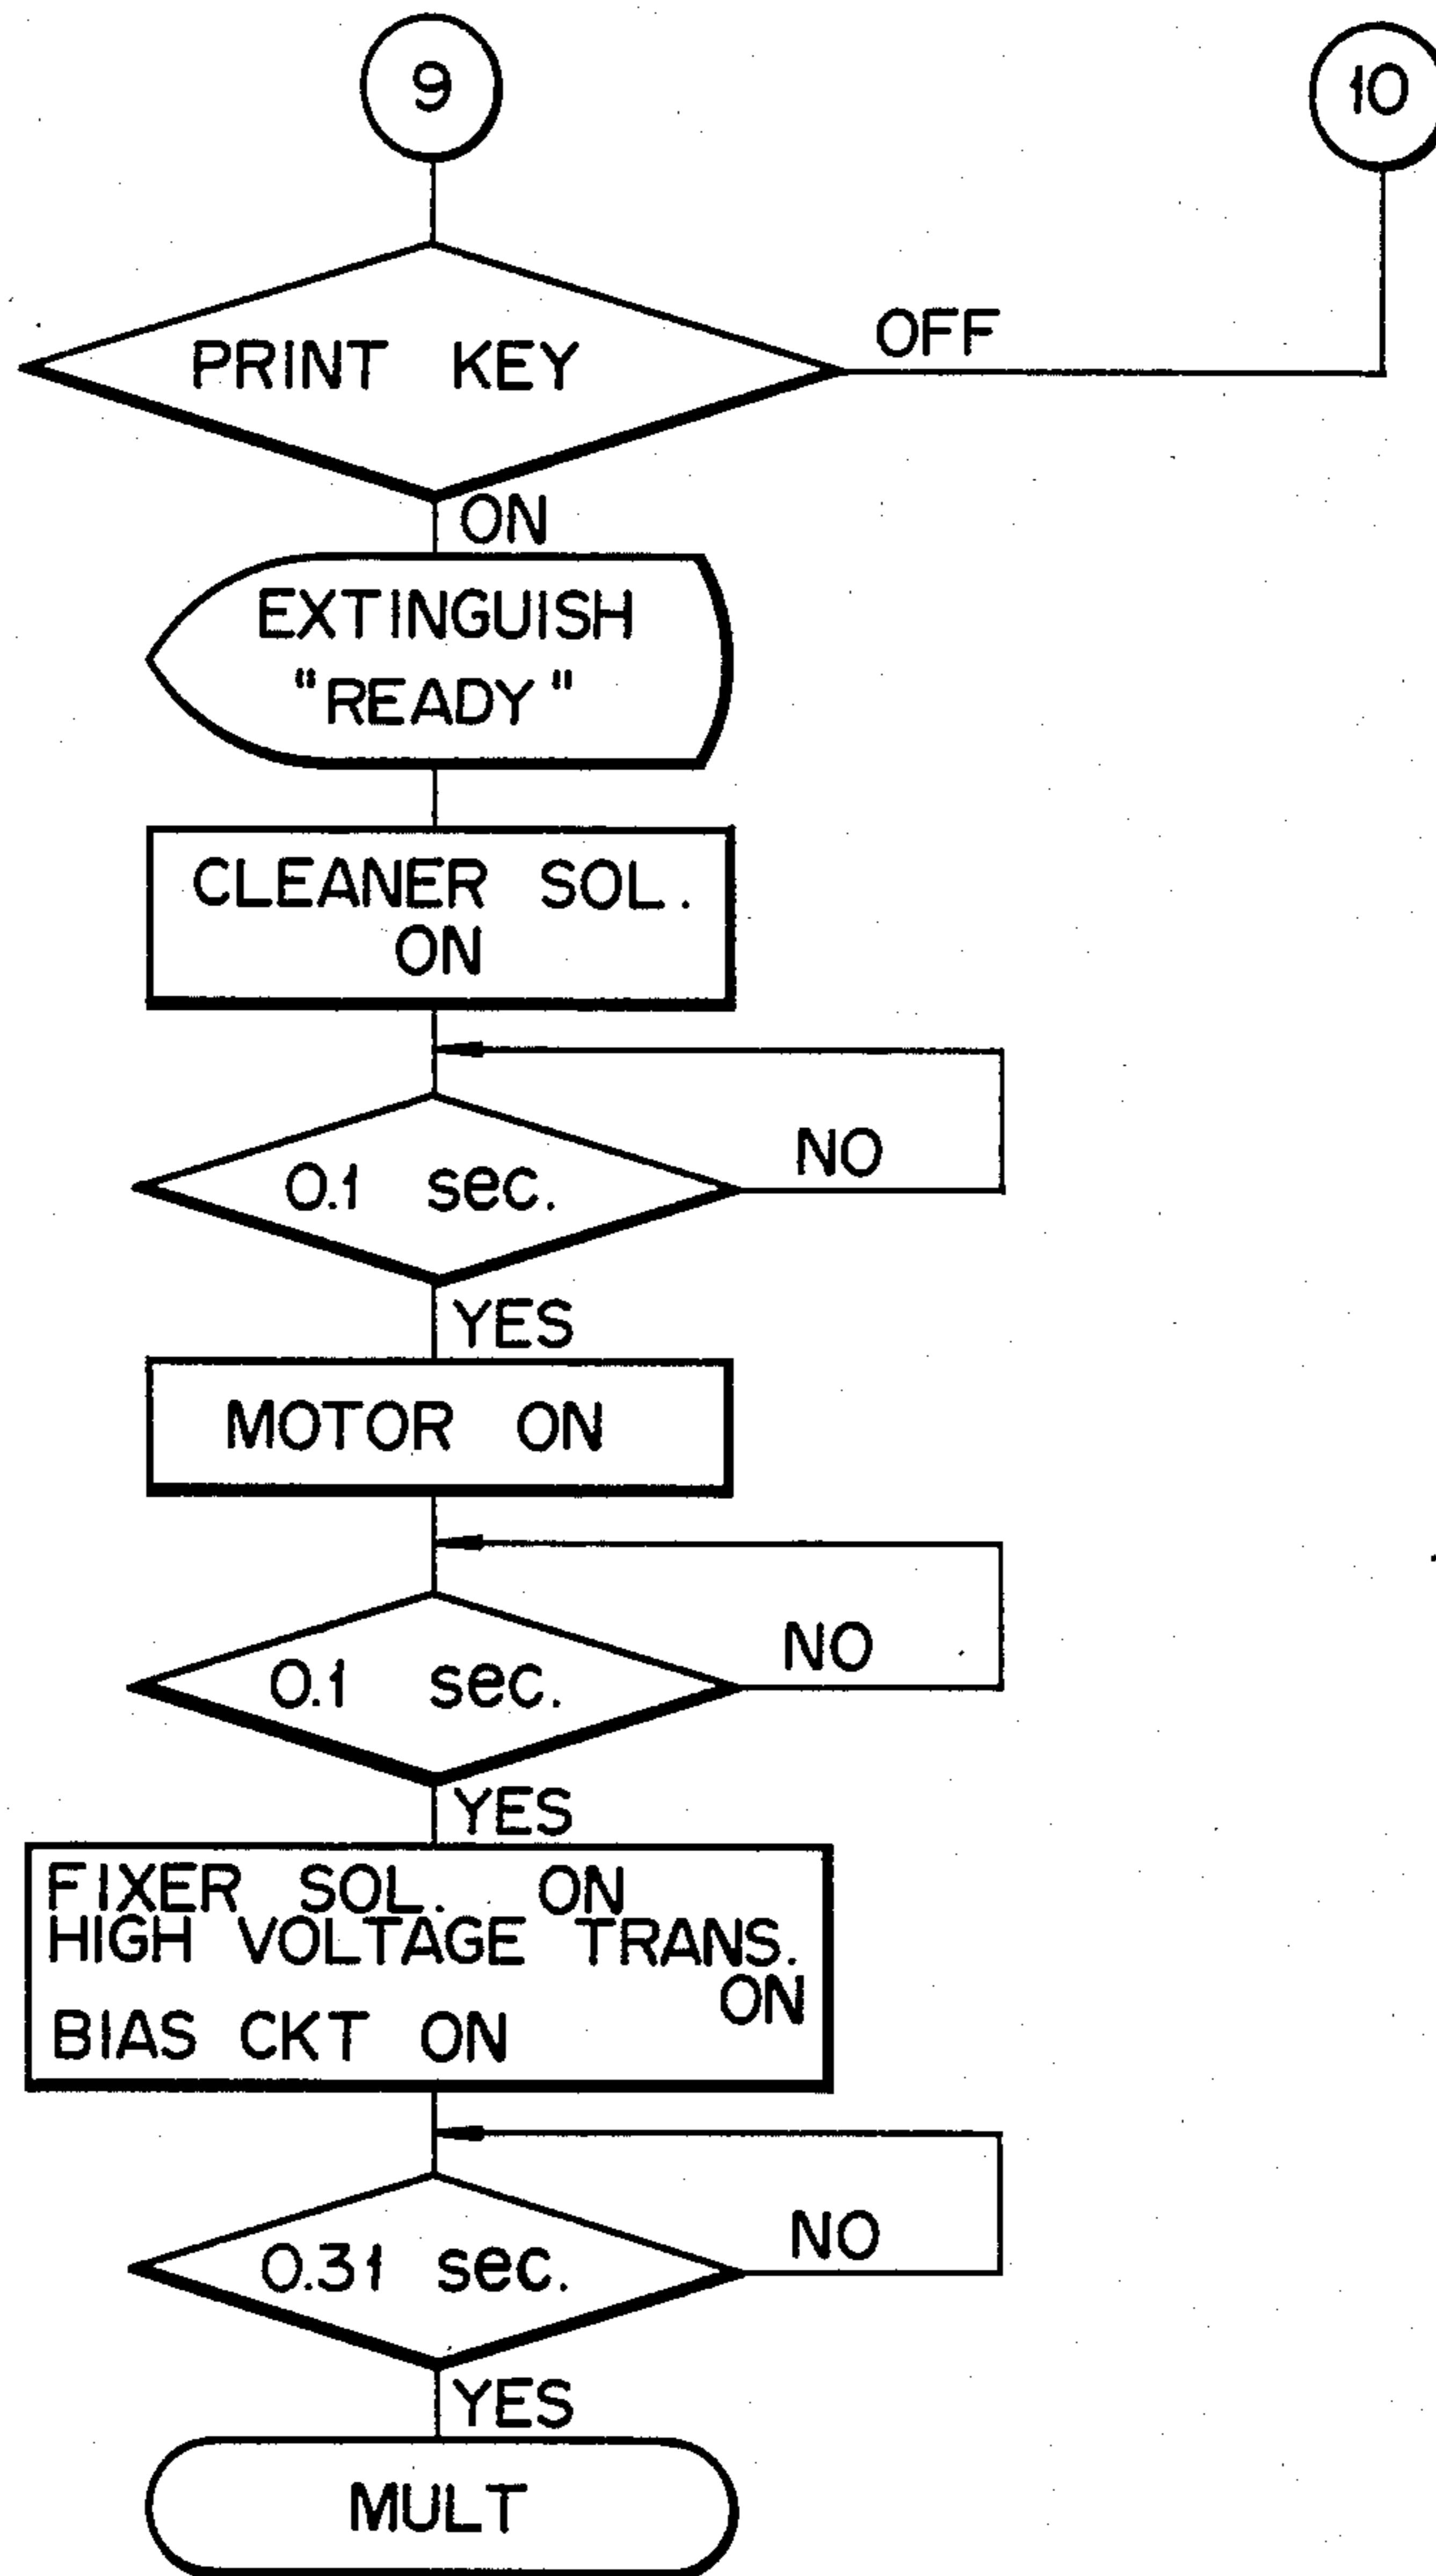 9
10
PRINT KEY
OFF
ON
EXTINGUISH
"READY"
CLEANER SOL.
ON
0.1 sec.
NO
YES
MOTOR ON
0.1 sec.
NO
YES
FIXER SOL. ON
HIGH VOLTAGE TRANS.
ON
BIAS CKT ON
0.31 sec.
NO
YES
MULT